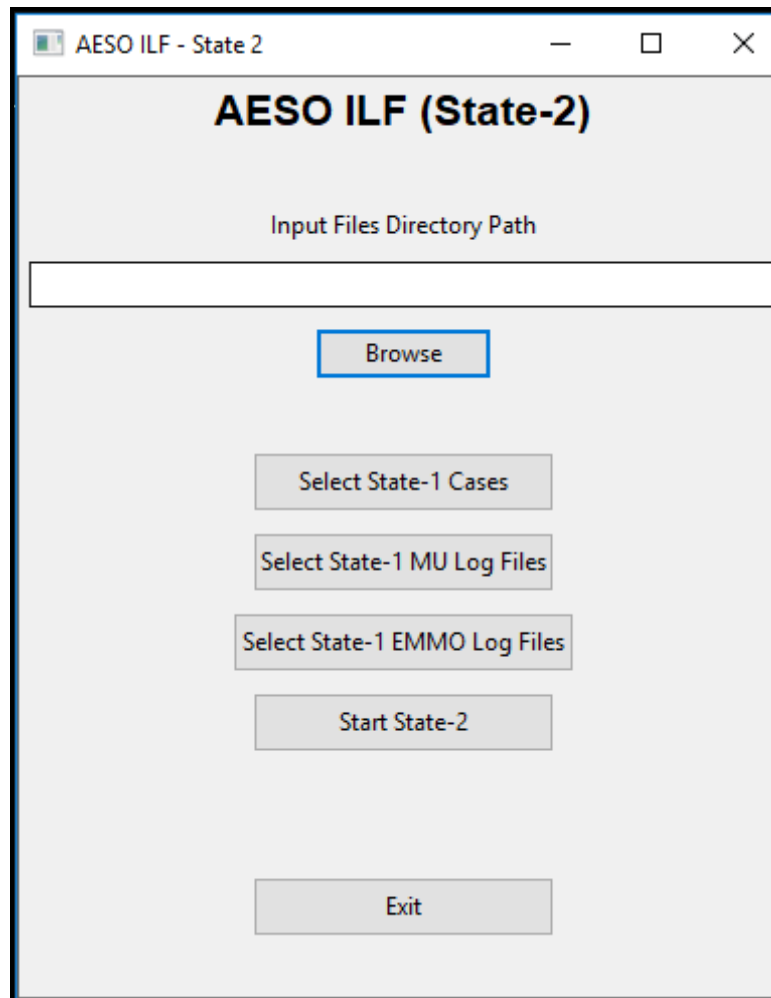 AESO ILF - State 2
AESO ILF (State-2)
Input Files Directory Path
Browse
Select State-1 Cases
Select State-1 MU Log Files
Select State-1 EMMO Log Files
Start State-2
Exit